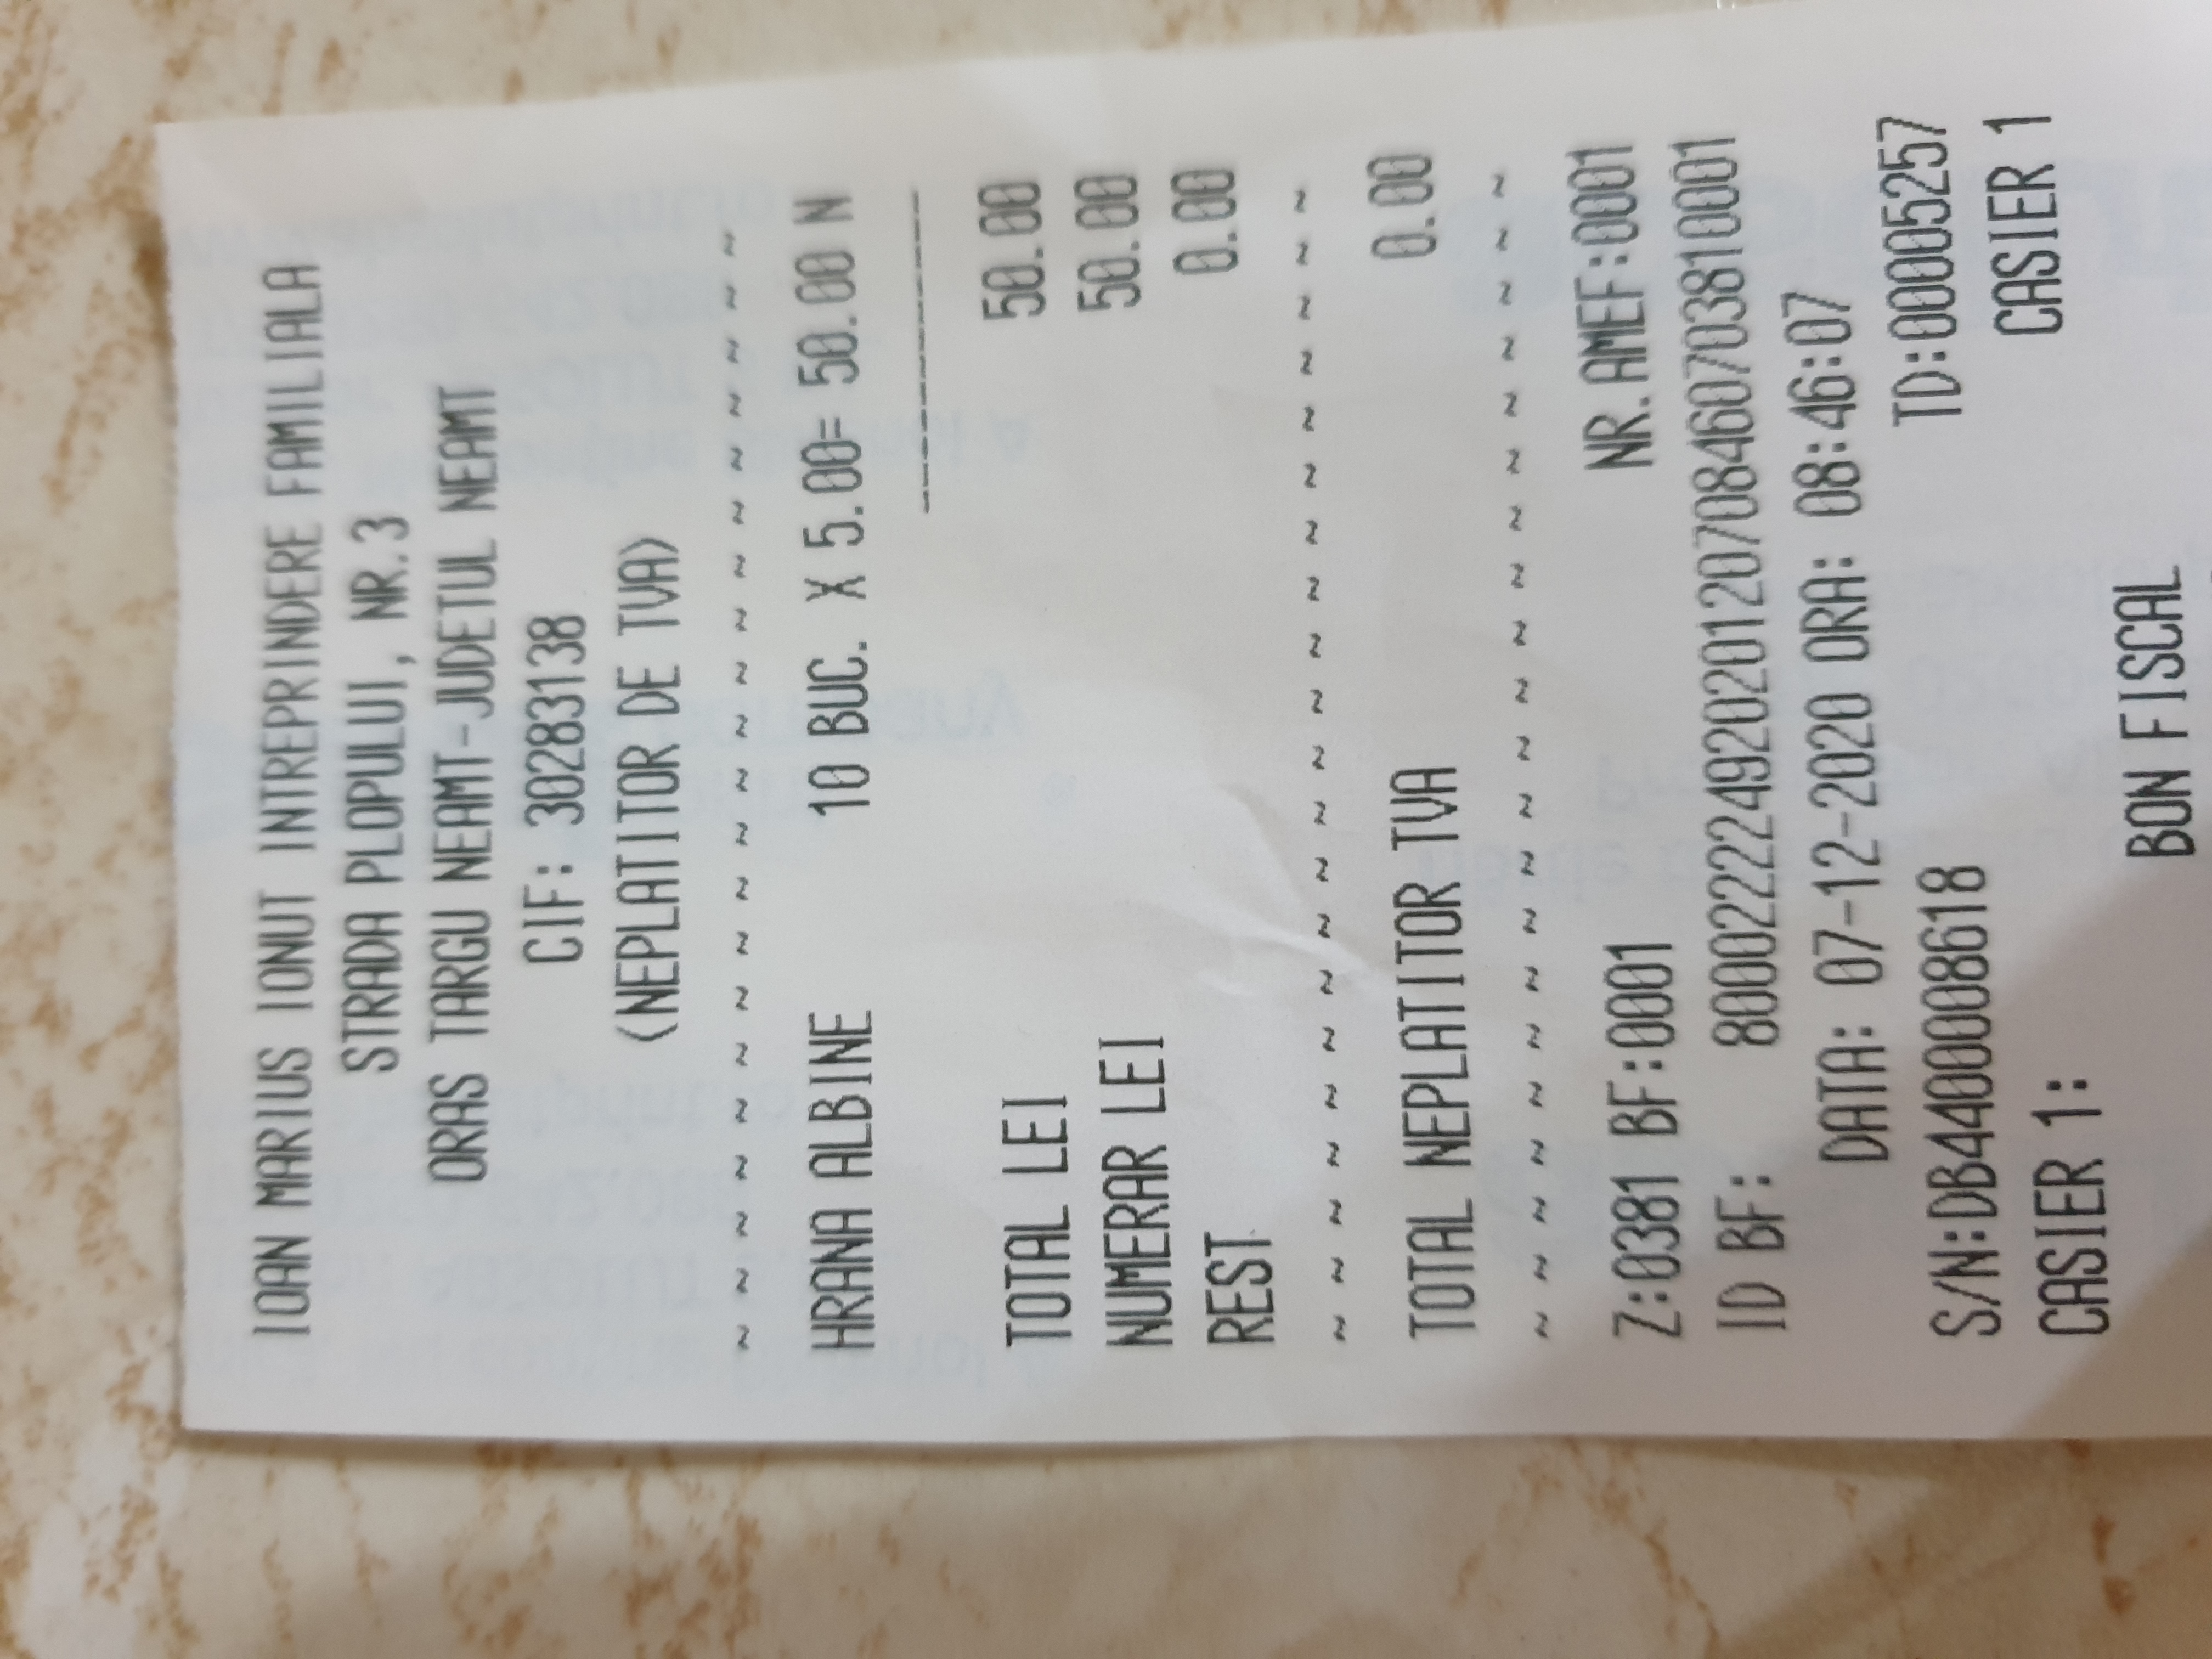 IOAN MARIUS IONUT INTREPRINDERE FAMILIALA
STRADA PLOPULUI, NR.3
ORAS TARGU NEAMT-JUDETUL NEAMT
CIF: 30283138
(NEPLATITOR DE TVA)
~ ~ ~ ~ ~ ~ ~ ~ ~ ~ ~ ~ ~ ~ ~ ~ ~ ~ ~ ~ ~
HRANA ALBINE 10 BUC. X 5.00= 50.00 N
TOTAL LEI 50.00
NUMERAR LEI 50.00
REST 0.00
~ ~ ~ ~ ~ ~ ~ ~ ~ ~ ~ ~ ~ ~ ~ ~ ~ ~ ~ ~ ~
TOTAL NEPLATITOR TVA 0.00
~ ~ ~ ~ ~ ~ ~ ~ ~ ~ ~ ~ ~ ~ ~ ~ ~ ~ ~ ~ ~
Z:0381 BF:0001 NR.AMEF:0001
ID BF: 80002222492020120708460703810001
DATA: 07-12-2020 ORA: 08:46:07
S/N:DB4400008618 TD:0005257
CASIER 1: CASIER 1
BON FISCAL